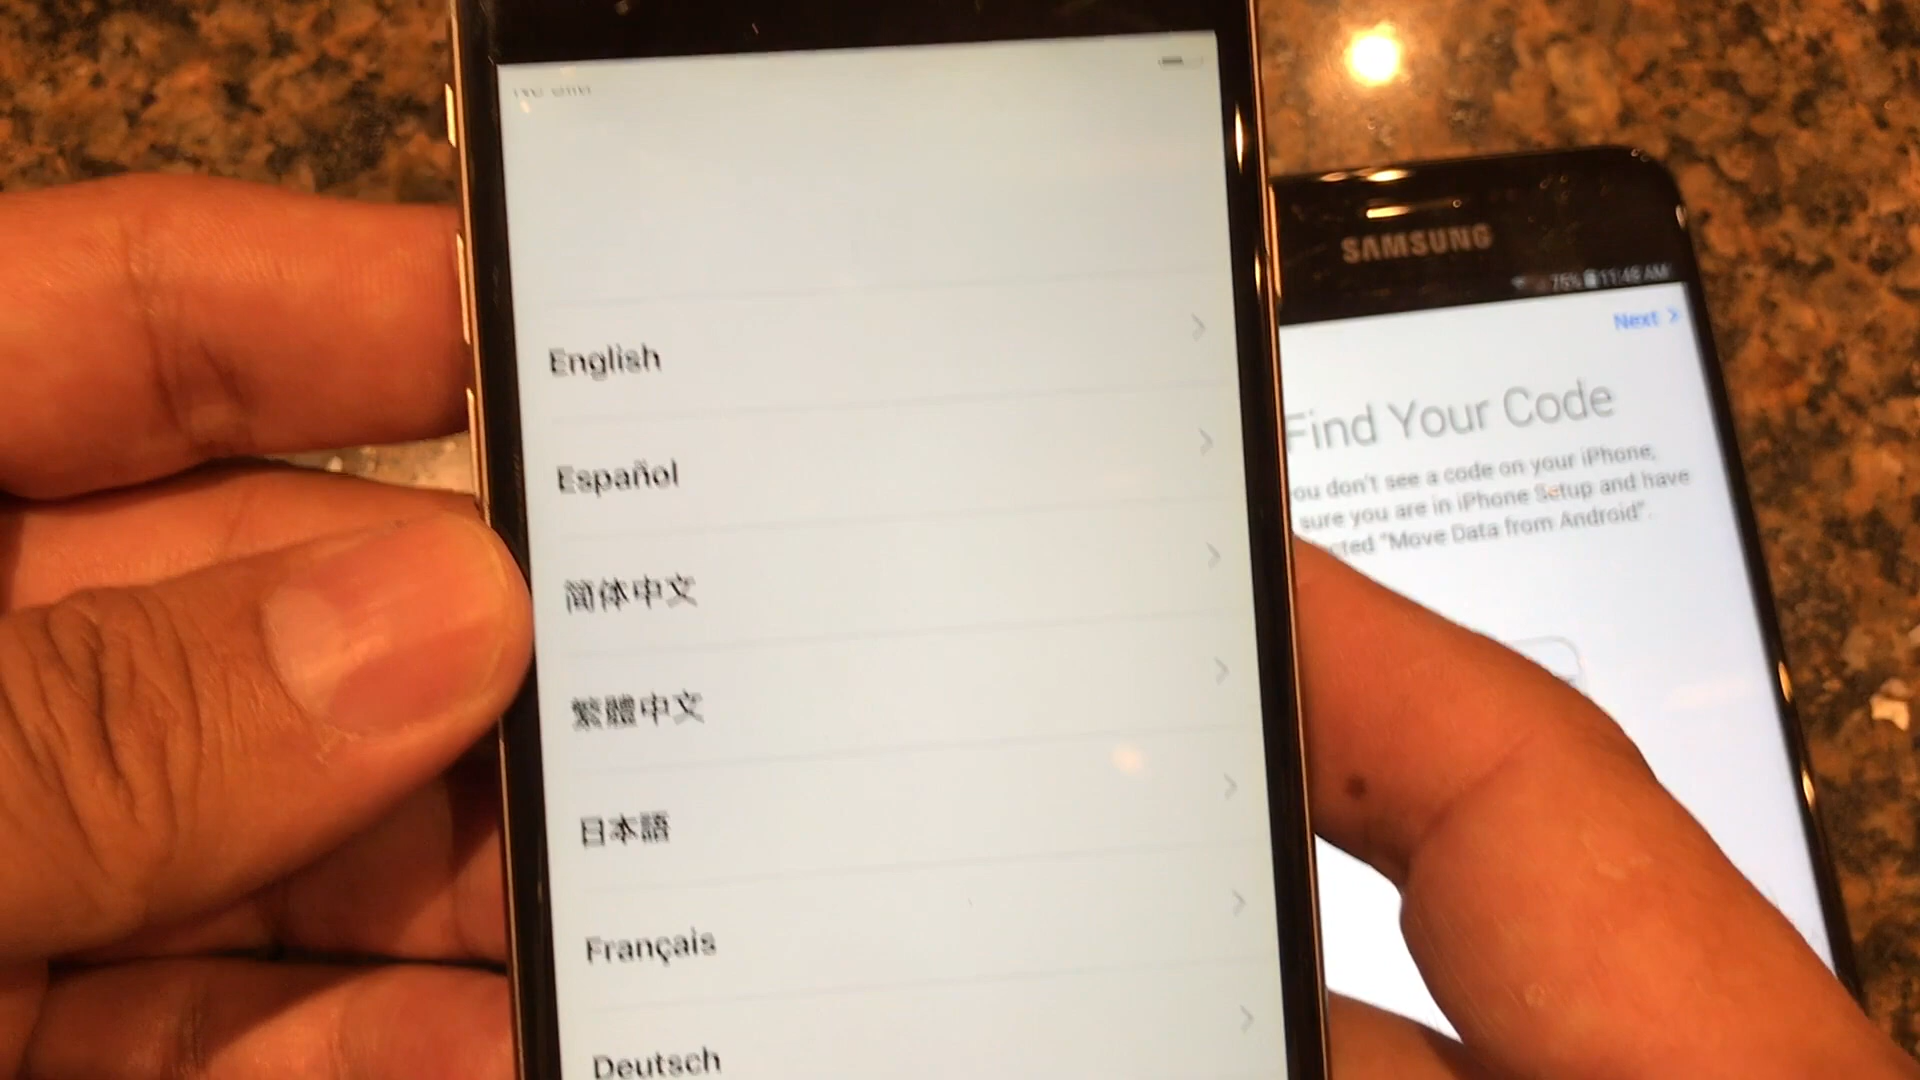 English
Español
简体中文
繁體中文
日本語
Français
Deutsch
SAMSUNG
75% 11:48 AM
Next
Find Your Code
you don't see a code on your iPhone,
sure you are in iPhone Setup and have
"Move Data from Android".